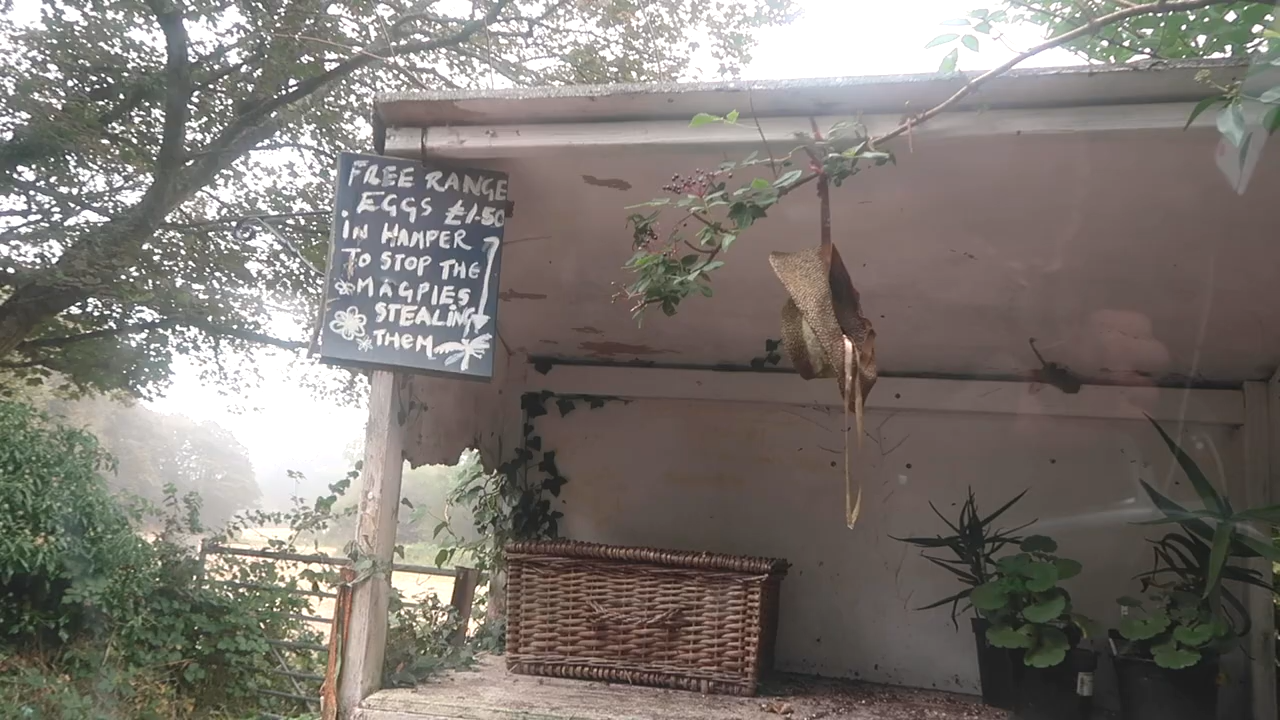 FREE RANGE
EGGS £1.50
IN HAMPER
TO STOP THE
MAGPIES
STEALING
THEM